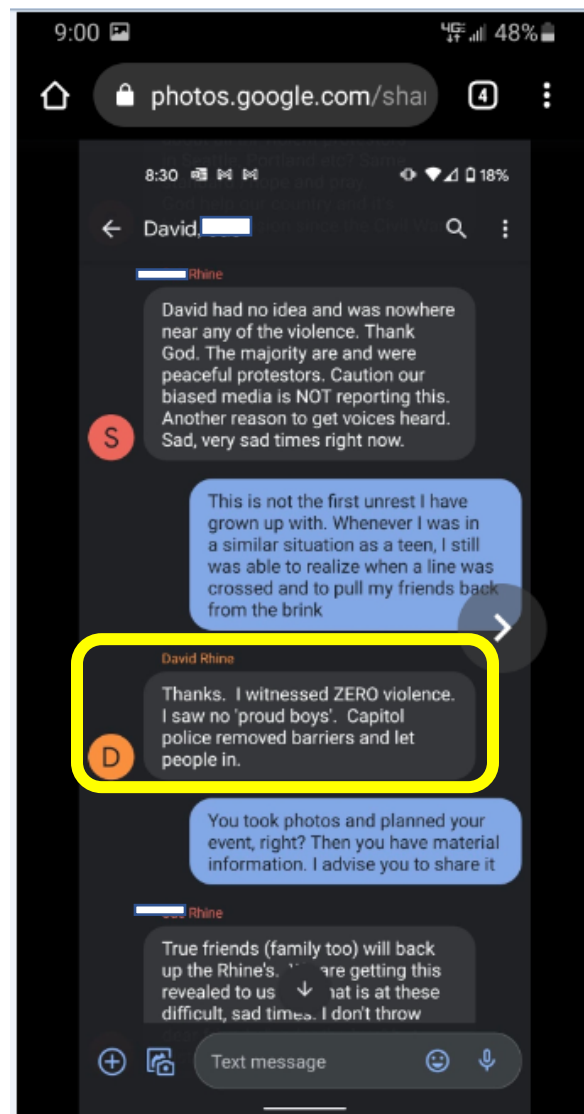 9:00 48%
photos.google.com/shai 4
8:30 18%
David,
Rhine
David had no idea and was nowhere
near any of the violence. Thank
God. The majority are and were
peaceful protestors. Caution our
biased media is NOT reporting this.
Another reason to get voices heard.
Sad, very sad times right now.
S
This is not the first unrest I have
grown up with. Whenever I was in
a similar situation as a teen, I still
was able to realize when a line was
crossed and to pull my friends back
from the brink
David Rhine
Thanks. I witnessed ZERO violence.
I saw no 'proud boys'. Capitol
police removed barriers and let
people in.
D
You took photos and planned your
event, right? Then you have material
information. I advise you to share it
Rhine
True friends (family too) will back
up the Rhine's. are getting this
revealed to us hat is at these
difficult, sad times. I don't throw
Text message